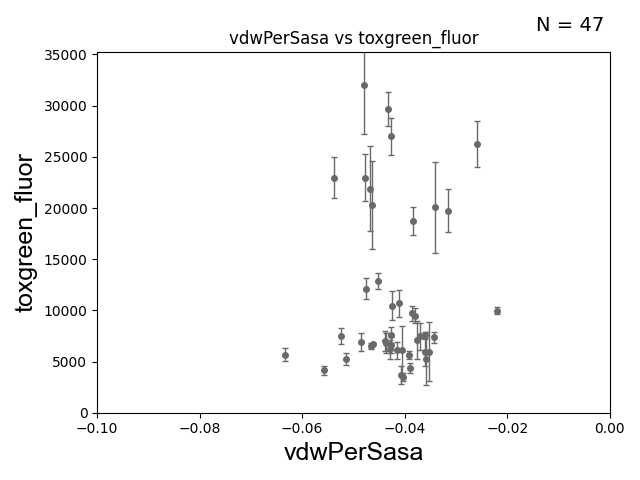 N = 47
vdwPerSasa vs toxgreen_fluor
toxgreen_fluor
35000
30000
25000
20000
15000
10000
5000
0
−0.10 −0.08 −0.06 −0.04 −0.02 0.00
vdwPerSasa